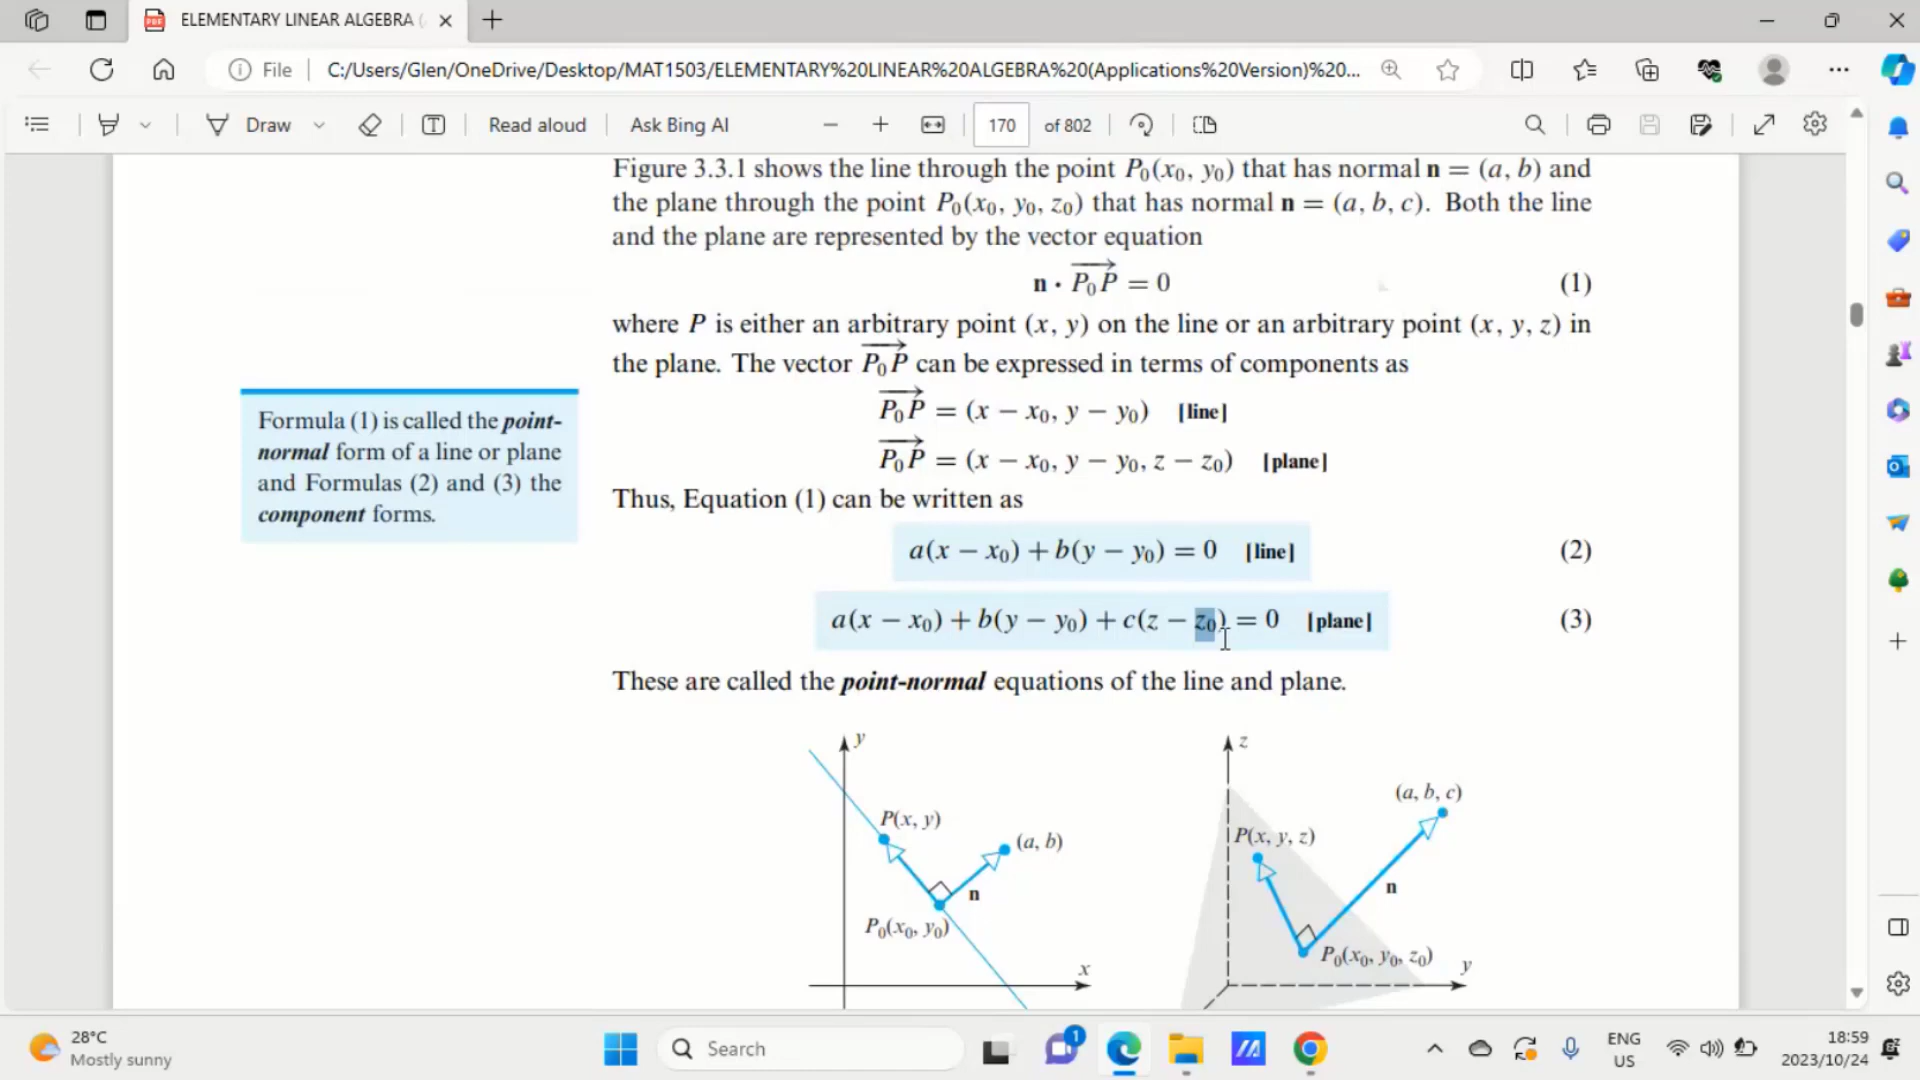 ELEMENTARY LINEAR ALGEBRA (
File
C:/Users/Glen/OneDrive/Desktop/MAT1503/ELEMENTARY%20LINEAR%20ALGEBRA%20(Applications%20Version)%20...
Draw
Read aloud
Ask Bing AI
170
of 802
Figure 3.3.1 shows the line through the point P₀(x₀, y₀) that has normal n = (a, b) and
the plane through the point P₀(x₀, y₀, z₀) that has normal n = (a, b, c). Both the line
and the plane are represented by the vector equation
n · P₀P⃗ = 0 (1)
where P is either an arbitrary point (x, y) on the line or an arbitrary point (x, y, z) in
the plane. The vector P₀P⃗ can be expressed in terms of components as
P₀P⃗ = (x − x₀, y − y₀) [line]
P₀P⃗ = (x − x₀, y − y₀, z − z₀) [plane]
Formula (1) is called the point-
normal form of a line or plane
and Formulas (2) and (3) the
component forms.
Thus, Equation (1) can be written as
a(x − x₀) + b(y − y₀) = 0 [line] (2)
a(x − x₀) + b(y − y₀) + c(z − z₀) = 0 [plane] (3)
These are called the point-normal equations of the line and plane.
y
P(x, y)
(a, b)
n
P₀(x₀, y₀)
x
z
(a, b, c)
P(x, y, z)
n
P₀(x₀, y₀, z₀)
y
28°C
Mostly sunny
Search
1
ENG
US
18:59
2023/10/24